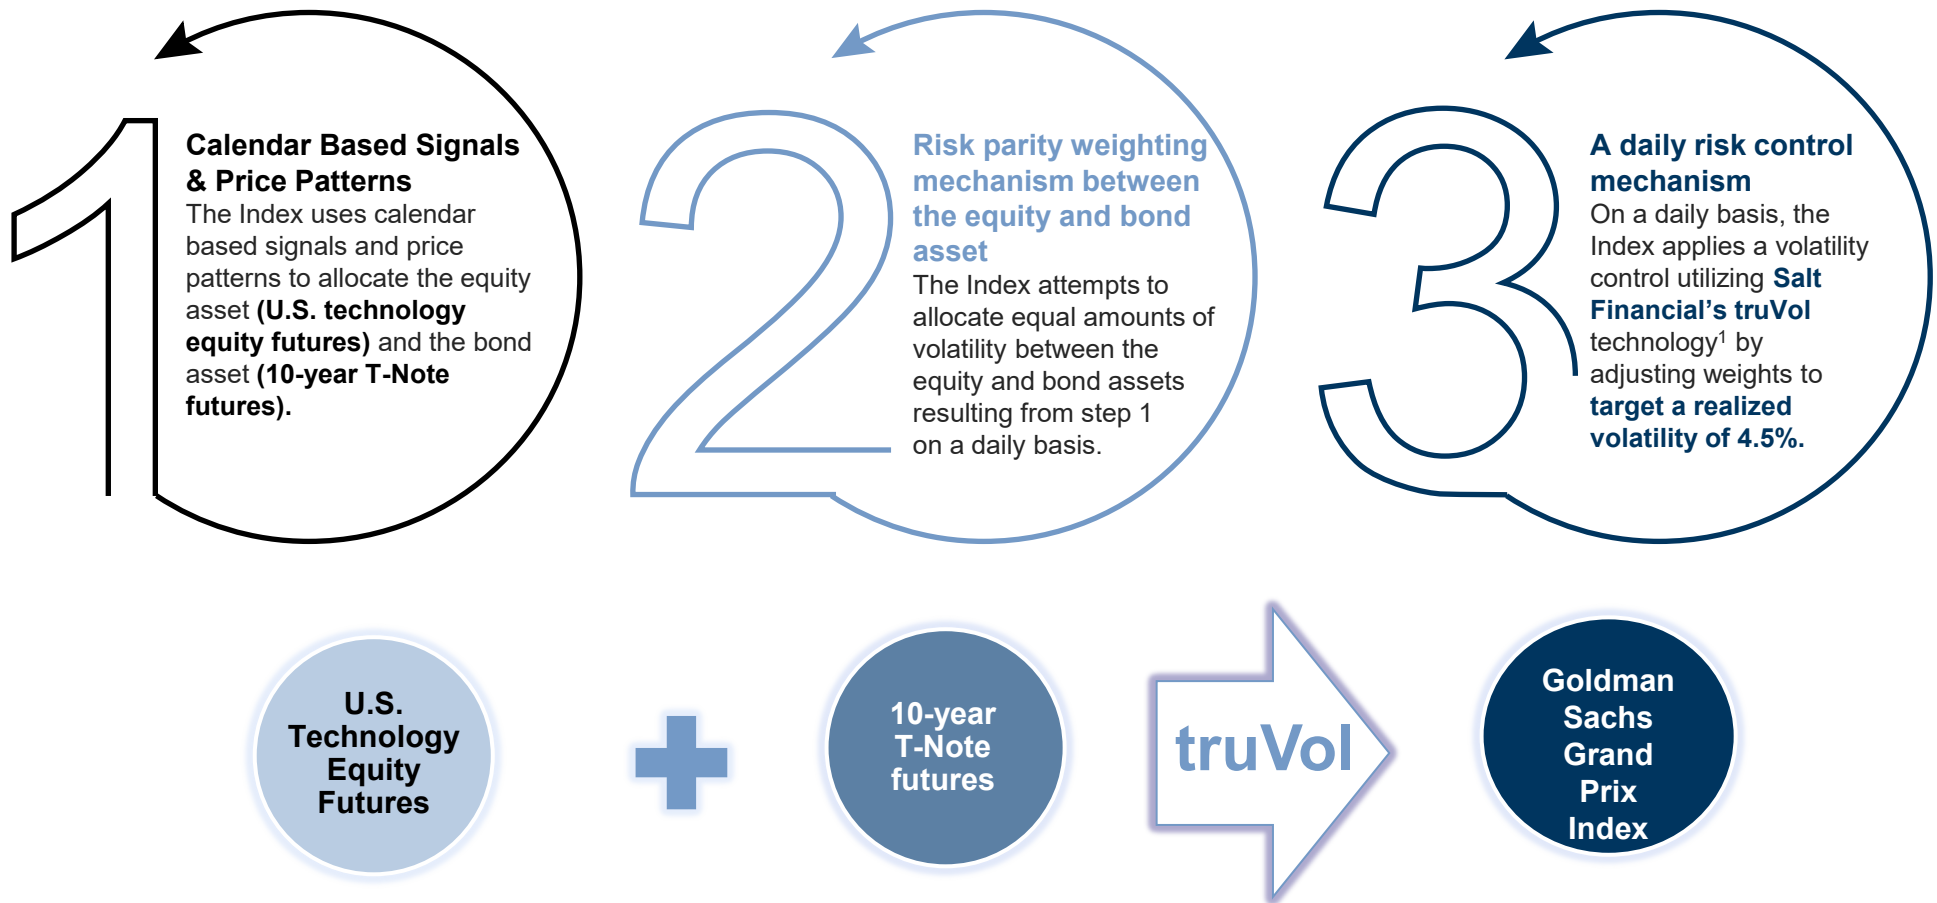 1
Calendar Based Signals
& Price Patterns
The Index uses calendar
based signals and price
patterns to allocate the equity
asset (U.S. technology
equity futures) and the bond
asset (10-year T-Note
futures).
2
Risk parity weighting
mechanism between
the equity and bond
asset
The Index attempts to
allocate equal amounts of
volatility between the
equity and bond assets
resulting from step 1
on a daily basis.
3
A daily risk control
mechanism
On a daily basis, the
Index applies a volatility
control utilizing Salt
Financial’s truVol
technology¹ by
adjusting weights to
target a realized
volatility of 4.5%.
U.S.
Technology
Equity
Futures
10-year
T-Note
futures
truVol
Goldman
Sachs
Grand
Prix
Index